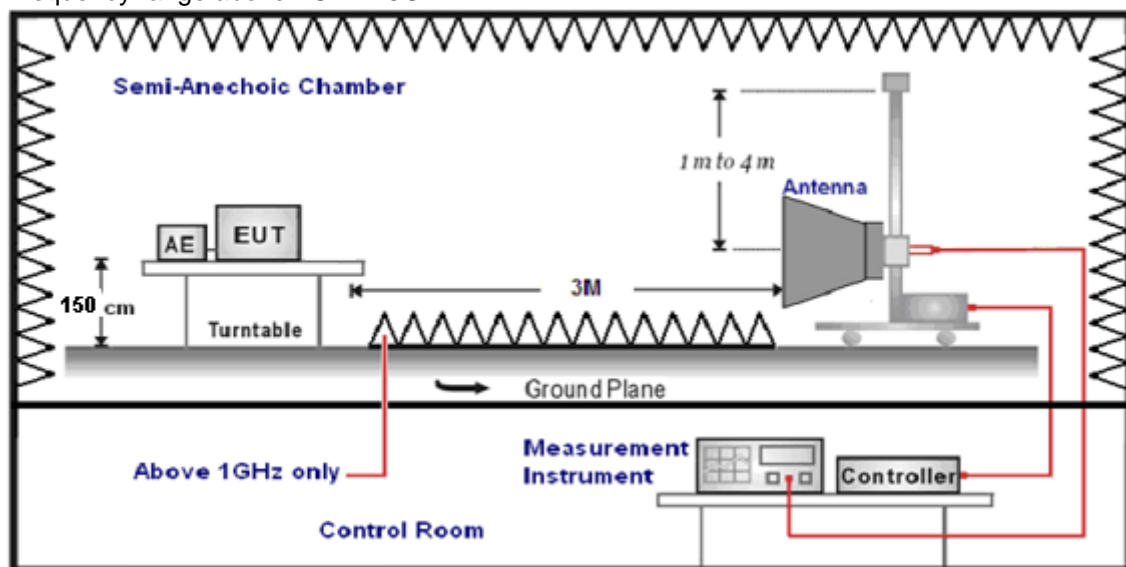 Semi-Anechoic Chamber
1 m to 4 m
Antenna
AE
EUT
150 cm
3M
Turntable
Ground Plane
Above 1GHz only
Measurement
Instrument
Controller
Control Room